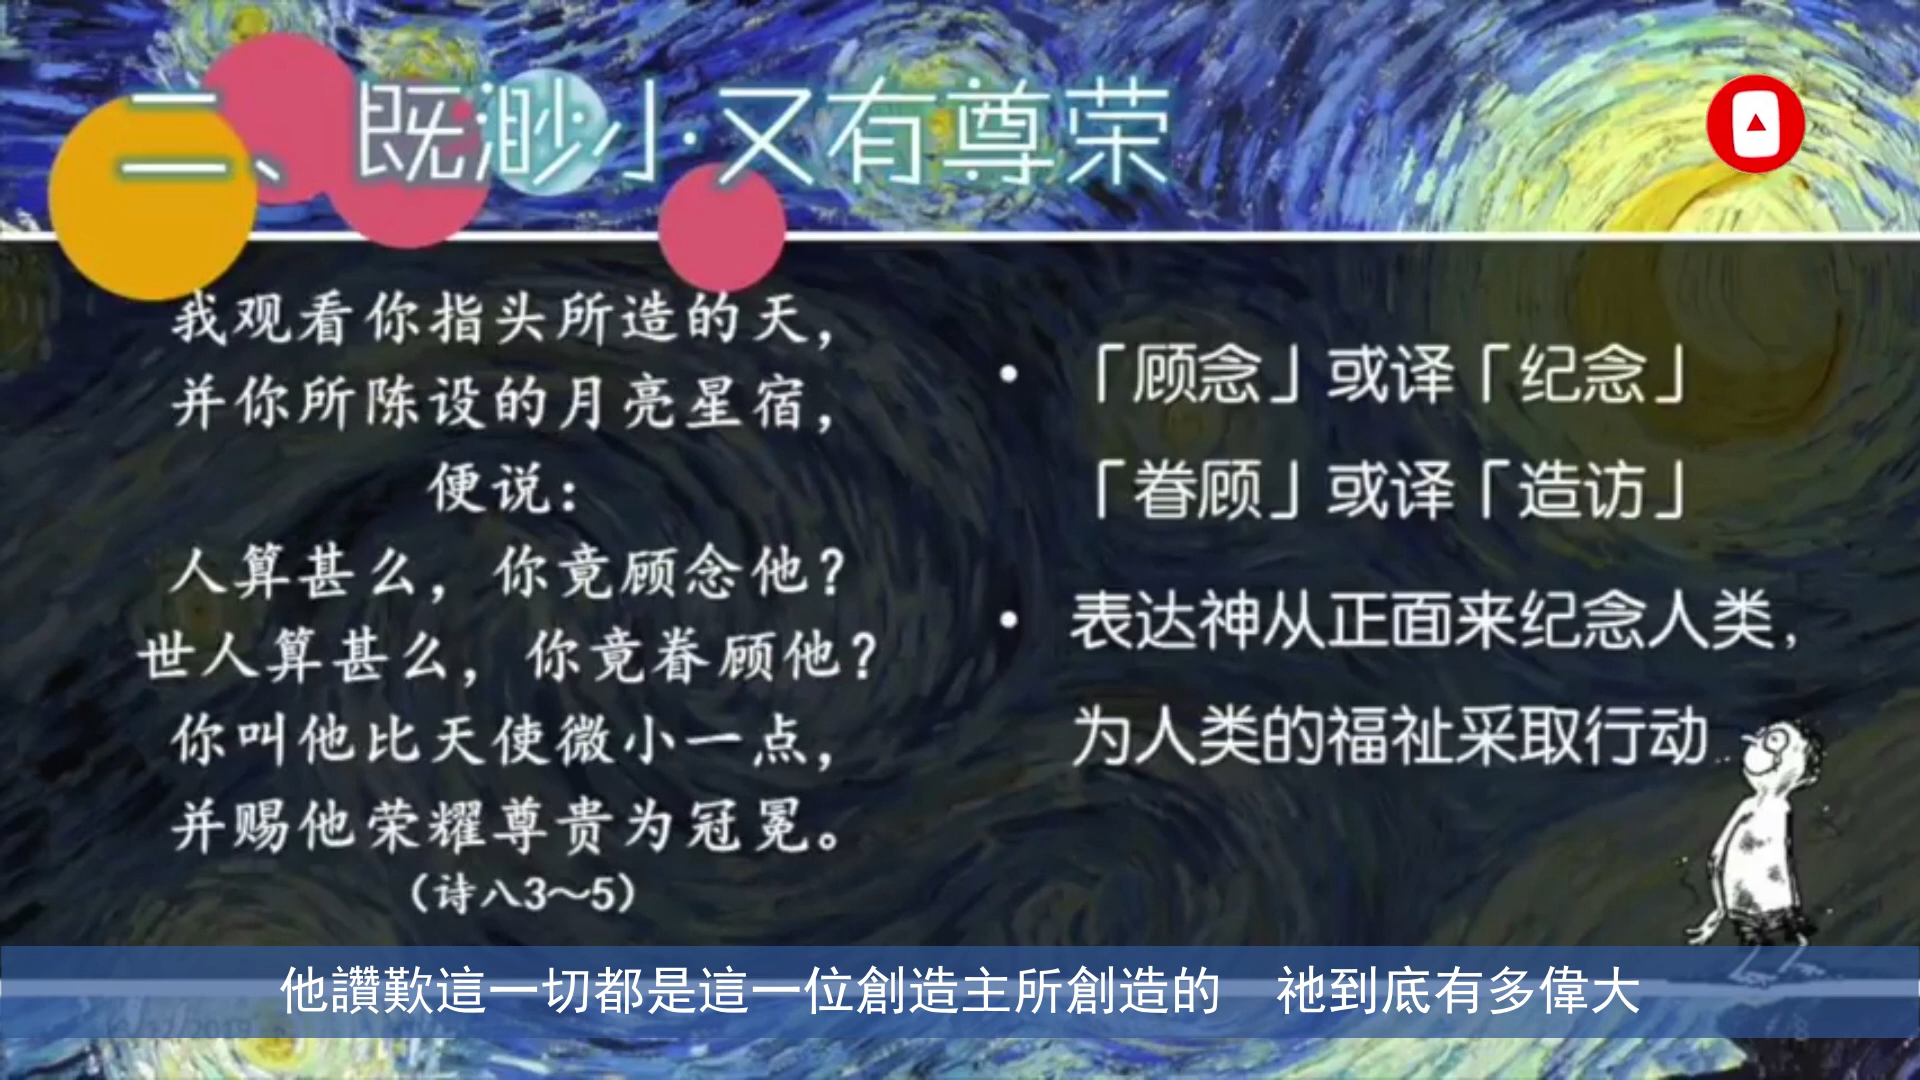 二、既渺小·又有尊荣
我观看你指头所造的天，
并你所陈设的月亮星宿，
便说：
人算甚么，你竟顾念他？
世人算甚么，你竟眷顾他？
你叫他比天使微小一点，
并赐他荣耀尊贵为冠冕。
（诗八3～5）
• 「顾念」或译「纪念」
「眷顾」或译「造访」
• 表达神从正面来纪念人类，
为人类的福祉采取行动
他讚歎這一切都是這一位創造主所創造的　祂到底有多偉大